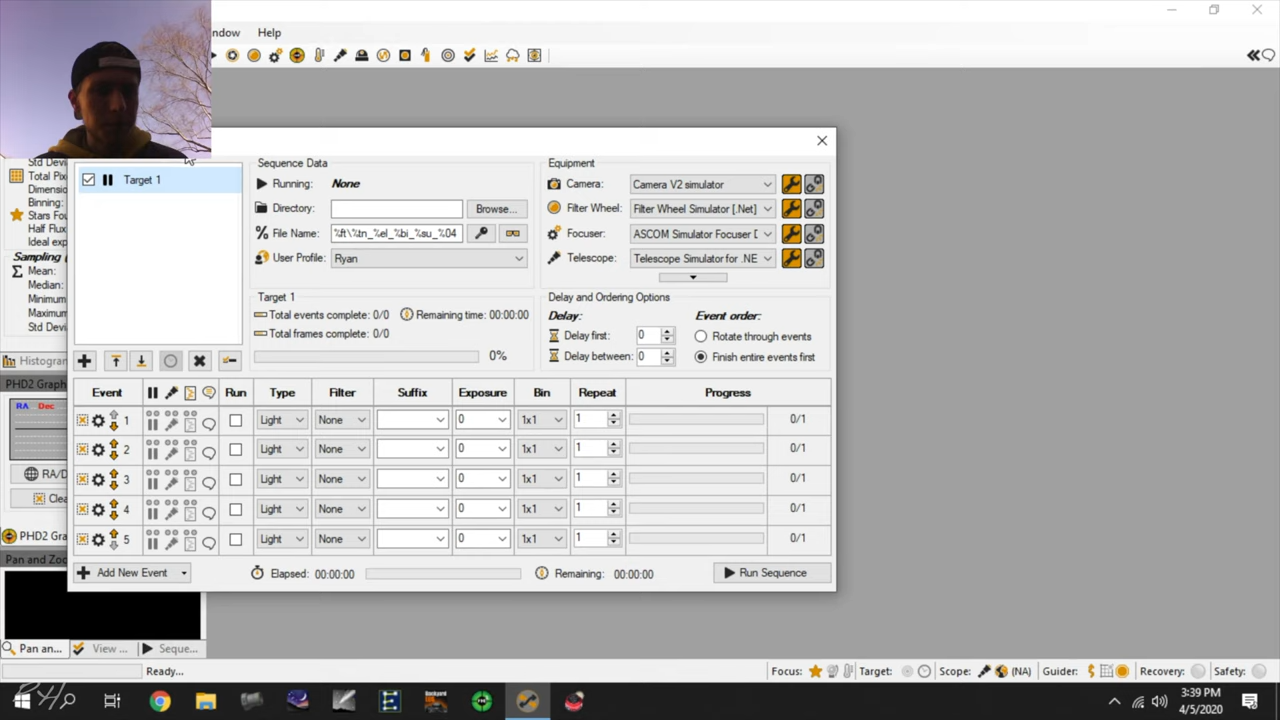 ndow Help
Std Devi
Total Pix
Dimensi
Binning:
Stars Fou
Half Flux
Ideal exp
Sampling (
Mean:
Median:
Minimum
Maximum
Std Devi
Histogram
PHD2 Graph
RA Dec
RA/D
Clea
PHD2 Gra
Pan and Zoo
Pan an... View ... Seque...
Target 1
Sequence Data
Running: None
Directory: Browse...
File Name: %ft\%tn_%el_%bi_%su_%04
User Profile: Ryan
Equipment
Camera: Camera V2 simulator
Filter Wheel: Filter Wheel Simulator [.Net]
Focuser: ASCOM Simulator Focuser D
Telescope: Telescope Simulator for .NE
Target 1
Total events complete: 0/0 Remaining time: 00:00:00
Total frames complete: 0/0
0%
Delay and Ordering Options
Delay: Event order:
Delay first: 0 Rotate through events
Delay between: 0 Finish entire events first
Event Run Type Filter Suffix Exposure Bin Repeat Progress
1 Light None 0 1x1 1 0/1
2 Light None 0 1x1 1 0/1
3 Light None 0 1x1 1 0/1
4 Light None 0 1x1 1 0/1
5 Light None 0 1x1 1 0/1
Add New Event Elapsed: 00:00:00 Remaining: 00:00:00 Run Sequence
Ready... Focus: Target: Scope: (NA) Guider: Recovery: Safety:
3:39 PM
4/5/2020